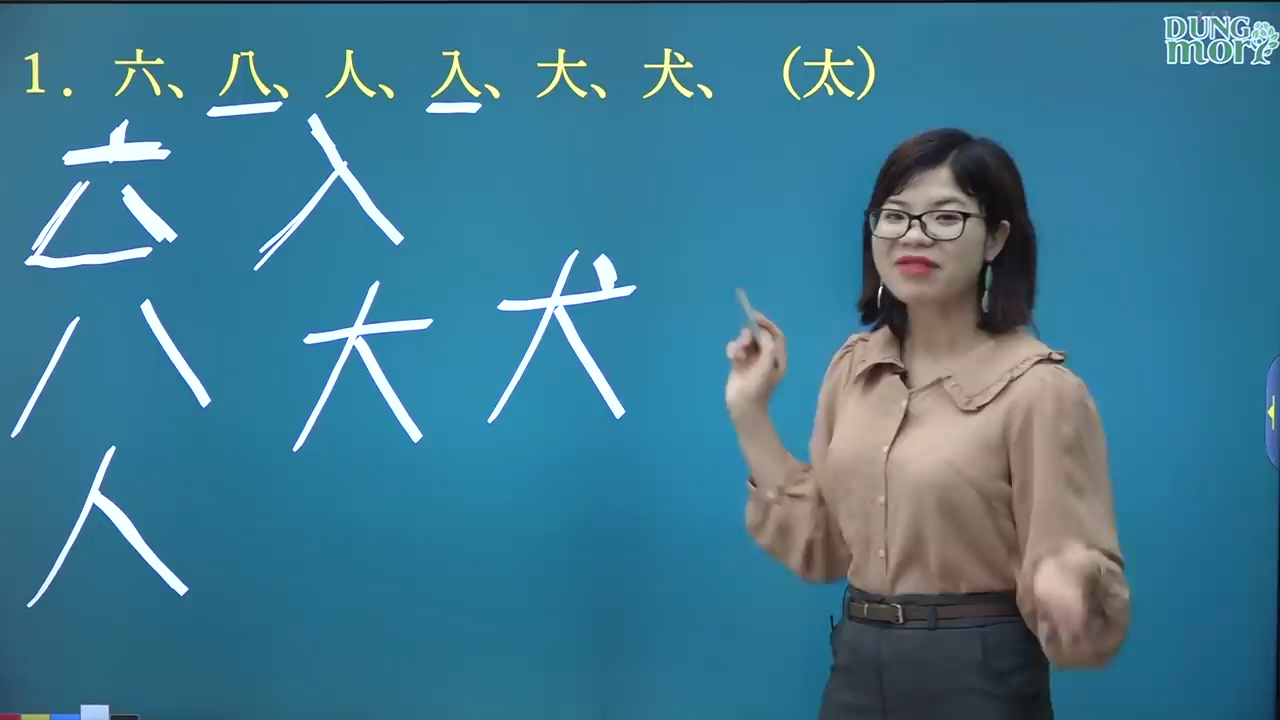 DUNG
mori
1. 六、八、人、入、大、犬、（太）
六 入
八 大 犬
人